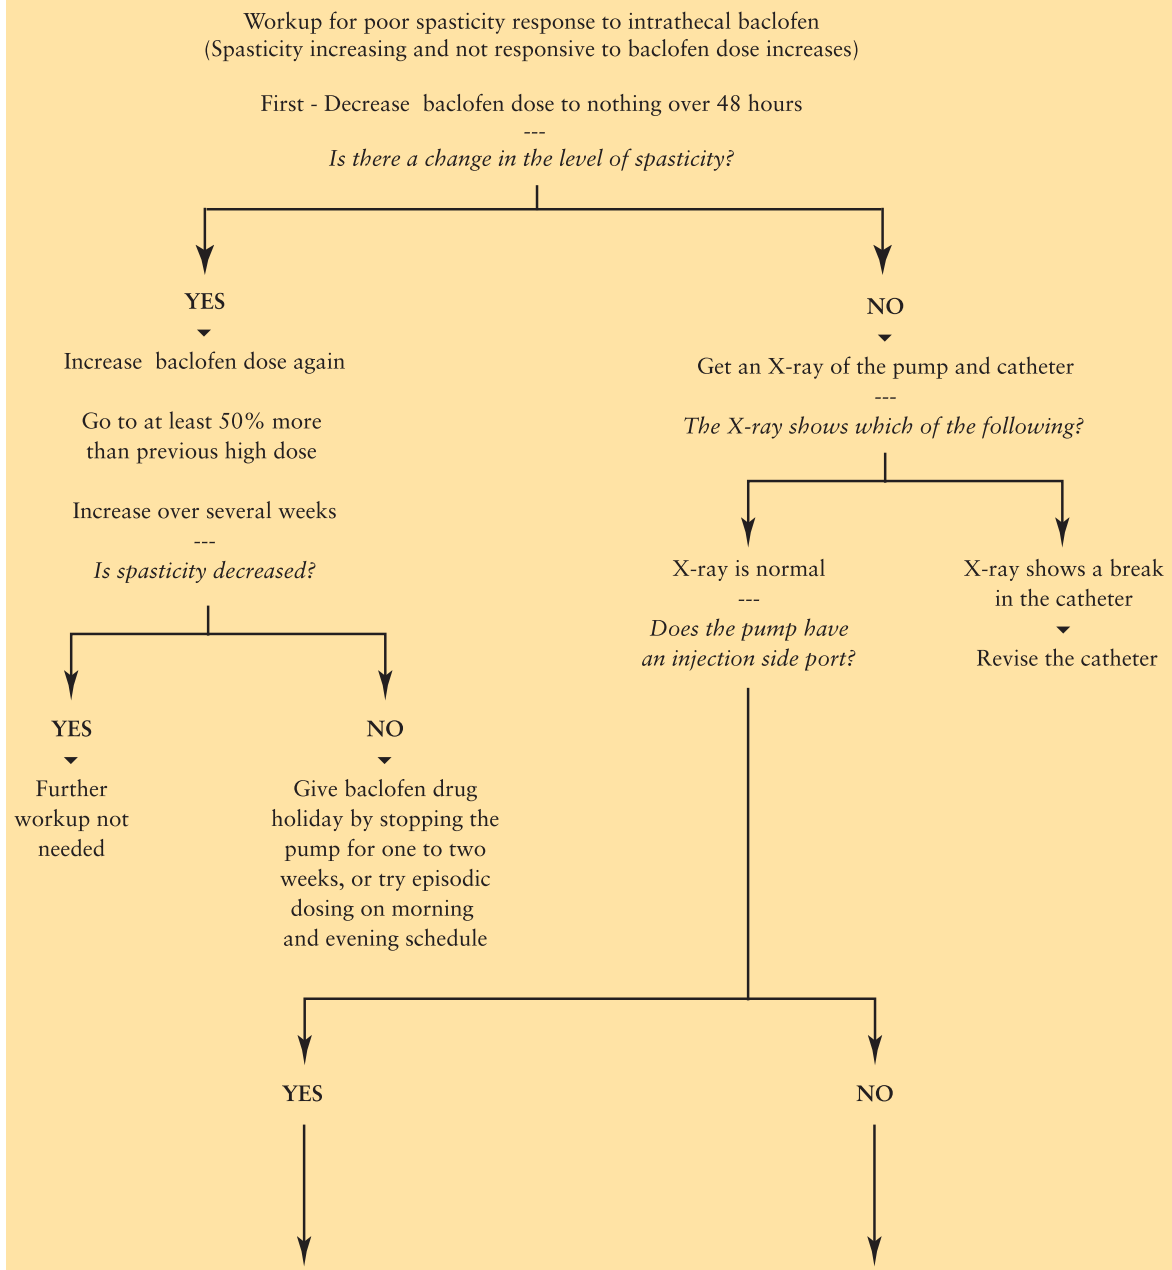 Workup for poor spasticity response to intrathecal baclofen
(Spasticity increasing and not responsive to baclofen dose increases)
First - Decrease baclofen dose to nothing over 48 hours
---
Is there a change in the level of spasticity?
YES
Increase baclofen dose again
Go to at least 50% more
than previous high dose
Increase over several weeks
---
Is spasticity decreased?
YES
Further
workup not
needed
NO
Give baclofen drug
holiday by stopping the
pump for one to two
weeks, or try episodic
dosing on morning
and evening schedule
NO
Get an X-ray of the pump and catheter
---
The X-ray shows which of the following?
X-ray is normal
---
Does the pump have
an injection side port?
X-ray shows a break
in the catheter
Revise the catheter
YES
NO